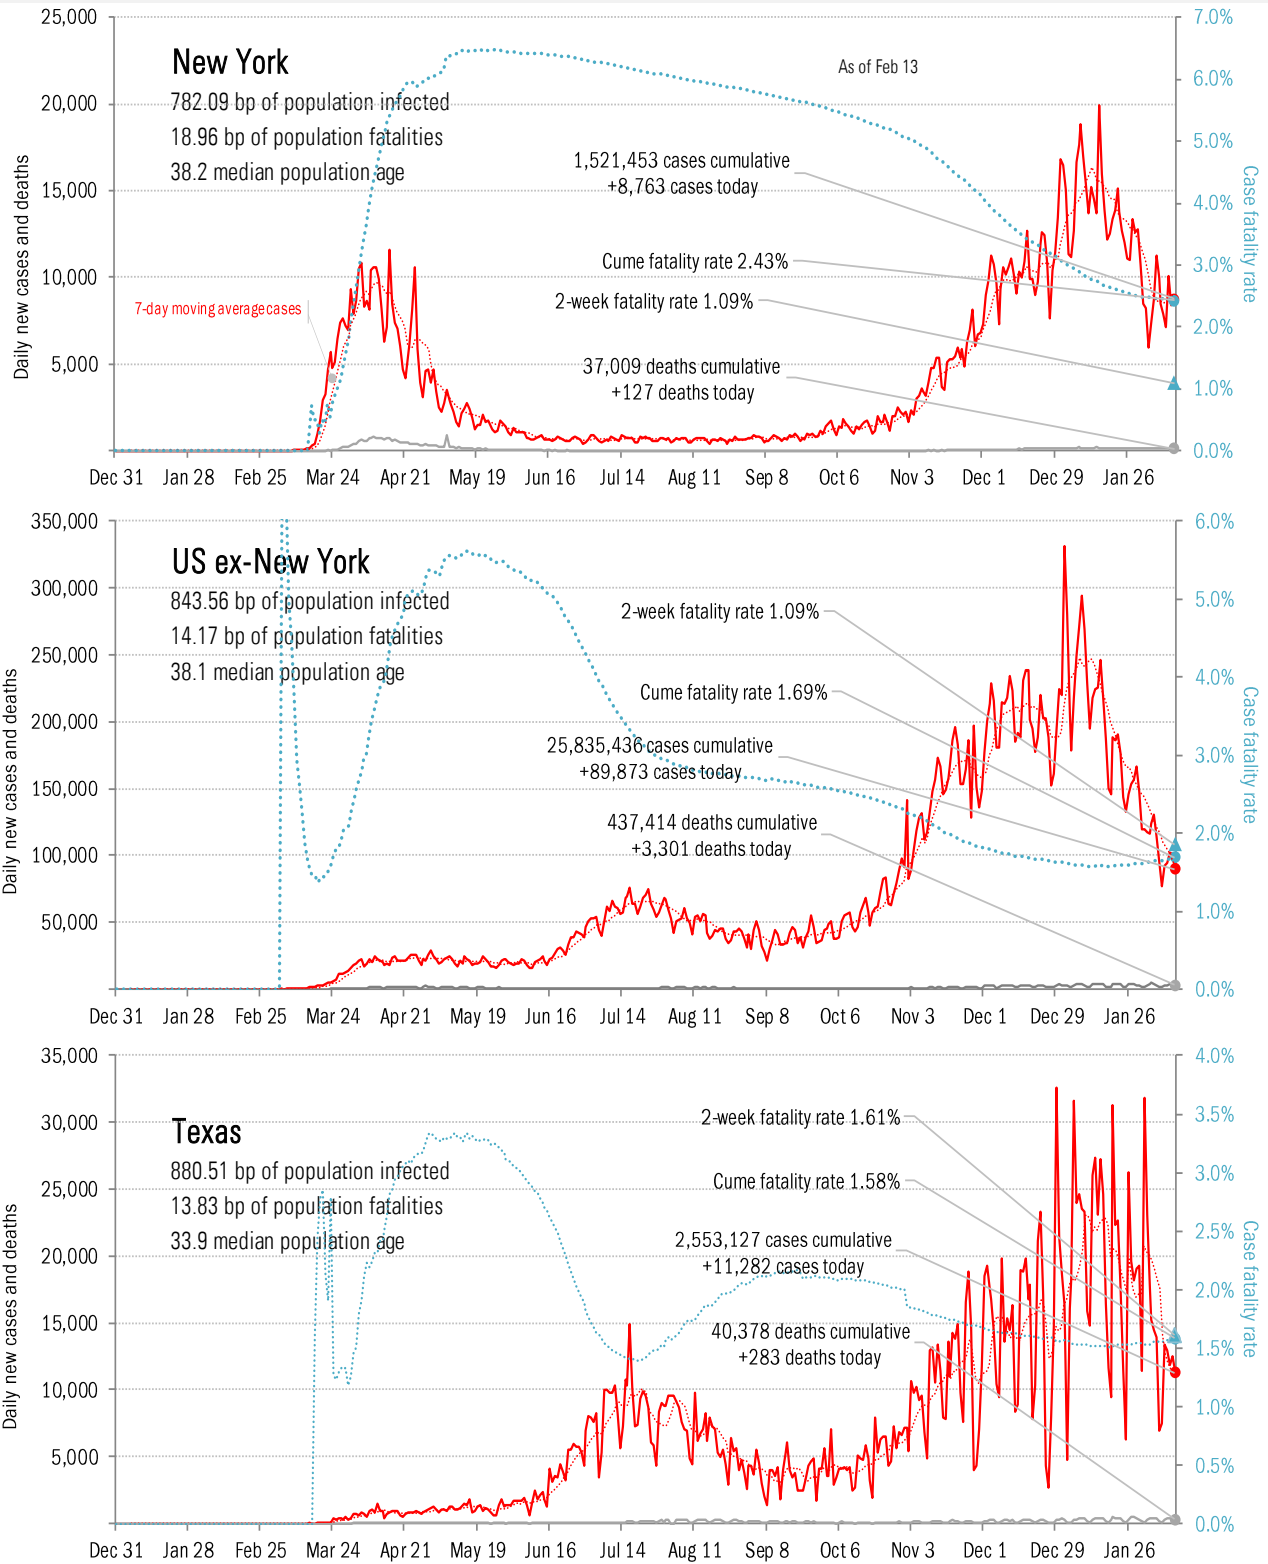 25,000
20,000
15,000
10,000
5,000
Daily new cases and deaths
New York
782.09 bp of population infected
18.96 bp of population fatalities
38.2 median population age
As of Feb 13
7-day moving average cases
1,521,453 cases cumulative
+8,763 cases today
Cume fatality rate 2.43%
2-week fatality rate 1.09%
37,009 deaths cumulative
+127 deaths today
7.0%
6.0%
5.0%
4.0%
3.0%
2.0%
1.0%
0.0%
Case fatality rate
Dec 31 Jan 28 Feb 25 Mar 24 Apr 21 May 19 Jun 16 Jul 14 Aug 11 Sep 8 Oct 6 Nov 3 Dec 1 Dec 29 Jan 26
350,000
300,000
250,000
200,000
150,000
100,000
50,000
Daily new cases and deaths
US ex-New York
843.56 bp of population infected
14.17 bp of population fatalities
38.1 median population age
2-week fatality rate 1.09%
Cume fatality rate 1.69%
25,835,436 cases cumulative
+89,873 cases today
437,414 deaths cumulative
+3,301 deaths today
6.0%
5.0%
4.0%
3.0%
2.0%
1.0%
0.0%
Case fatality rate
Dec 31 Jan 28 Feb 25 Mar 24 Apr 21 May 19 Jun 16 Jul 14 Aug 11 Sep 8 Oct 6 Nov 3 Dec 1 Dec 29 Jan 26
35,000
30,000
25,000
20,000
15,000
10,000
5,000
Daily new cases and deaths
Texas
880.51 bp of population infected
13.83 bp of population fatalities
33.9 median population age
2-week fatality rate 1.61%
Cume fatality rate 1.58%
2,553,127 cases cumulative
+11,282 cases today
40,378 deaths cumulative
+283 deaths today
4.0%
3.5%
3.0%
2.5%
2.0%
1.5%
1.0%
0.5%
0.0%
Case fatality rate
Dec 31 Jan 28 Feb 25 Mar 24 Apr 21 May 19 Jun 16 Jul 14 Aug 11 Sep 8 Oct 6 Nov 3 Dec 1 Dec 29 Jan 26